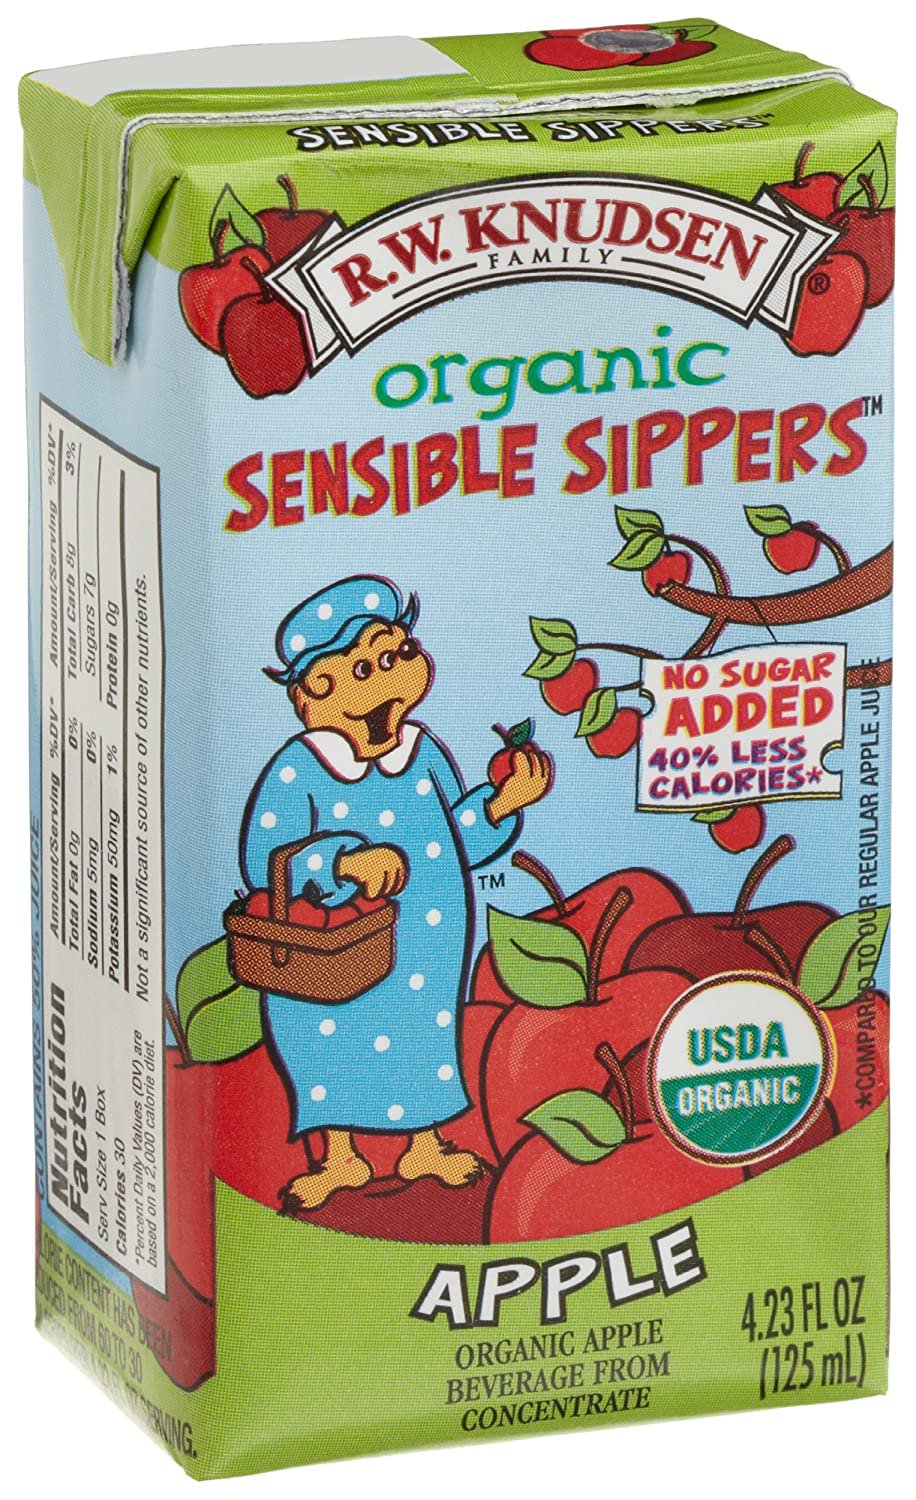 SENSIBLE SIPPERS™
R.W. KNUDSEN
FAMILY
®
organic
SENSIBLE SIPPERS™
NO SUGAR
ADDED
40% LESS
CALORIES*
*COMPARED TO OUR REGULAR APPLE JUICE
TM
USDA
ORGANIC
APPLE
ORGANIC APPLE
BEVERAGE FROM
CONCENTRATE
4.23 FL OZ
(125 mL)
CONTAINS 50% JUICE
Nutrition
Facts
Serv Size 1 Box
Calories 30
*Percent Daily Values (DV) are
based on a 2,000 calorie diet.
Amount/Serving %DV*
Total Fat 0g 0%
Sodium 5mg 0%
Potassium 50mg 1%
Amount/Serving %DV*
Total Carb 8g 3%
Sugars 7g
Protein 0g
Not a significant source of other nutrients.
CONTENT HAS BEEN
FROM 60 TO 30
SERVING.